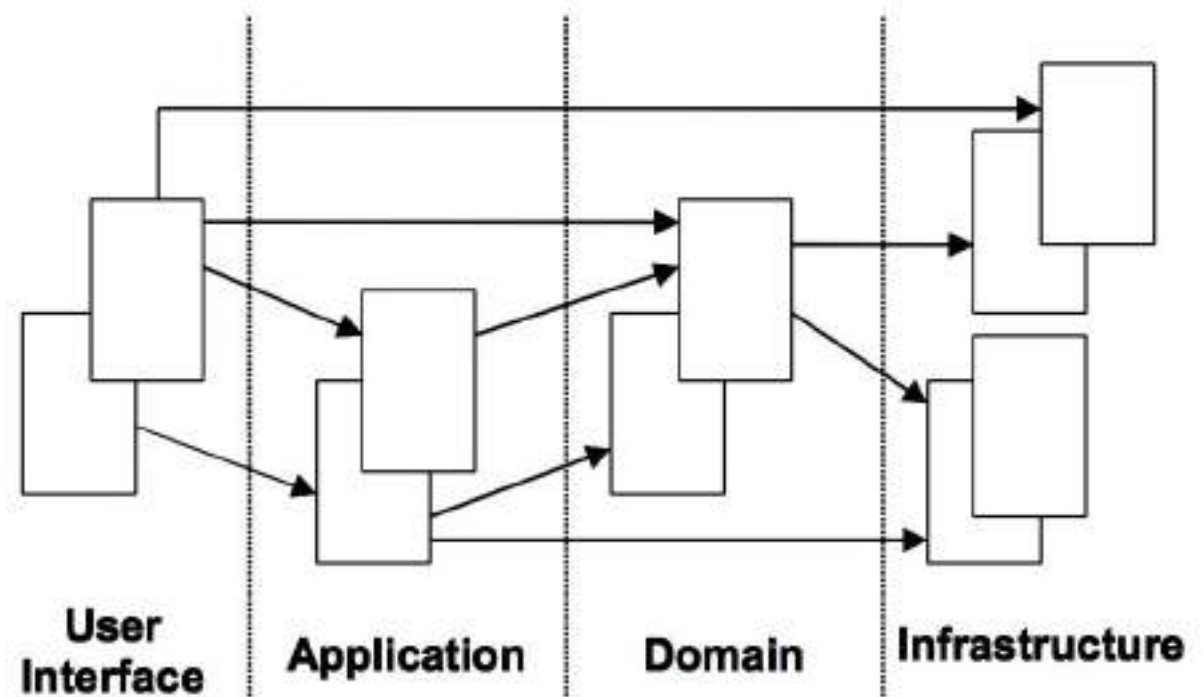 User
Interface
Application
Domain
Infrastructure